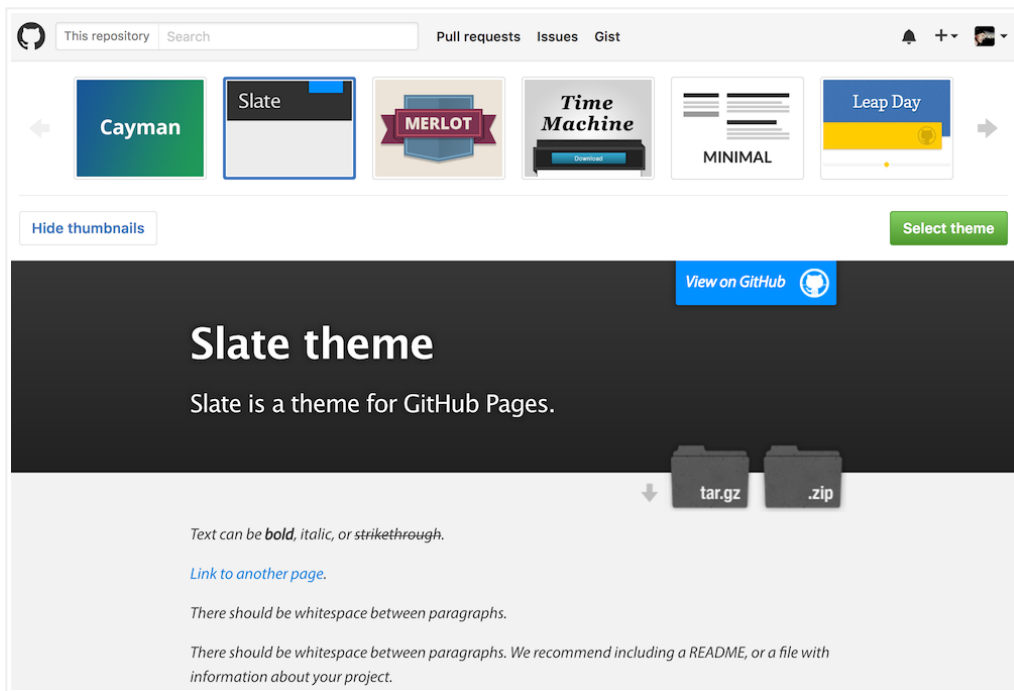 This repository Search Pull requests Issues Gist
Cayman
Slate
MERLOT
Time
Machine
Download
MINIMAL
Leap Day
Hide thumbnails
Select theme
View on GitHub
Slate theme
Slate is a theme for GitHub Pages.
tar.gz
.zip
Text can be bold, italic, or strikethrough.
Link to another page.
There should be whitespace between paragraphs.
There should be whitespace between paragraphs. We recommend including a README, or a file with
information about your project.